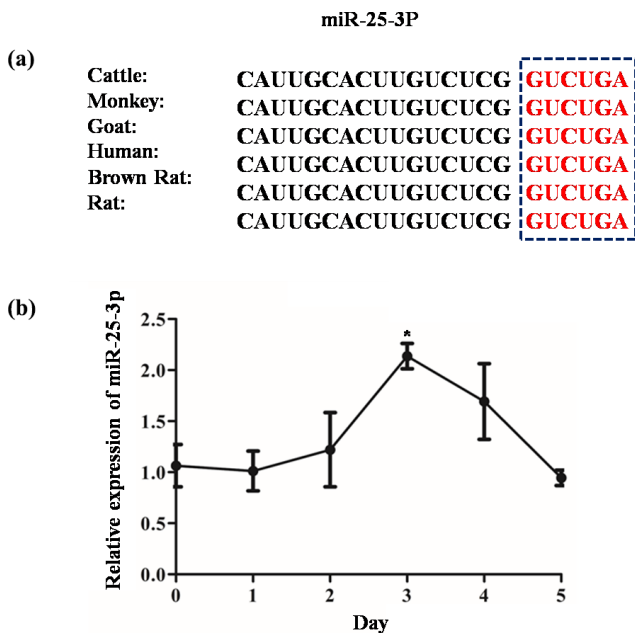 miR-25-3P
(a)
Cattle: CAUUGCACUUGUCUCG GUCUGA
Monkey: CAUUGCACUUGUCUCG GUCUGA
Goat: CAUUGCACUUGUCUCG GUCUGA
Human: CAUUGCACUUGUCUCG GUCUGA
Brown Rat: CAUUGCACUUGUCUCG GUCUGA
Rat: CAUUGCACUUGUCUCG GUCUGA
(b)
Relative expression of miR-25-3p
2.5
2.0
1.5
1.0
0.5
0.0
*
0 1 2 3 4 5
Day